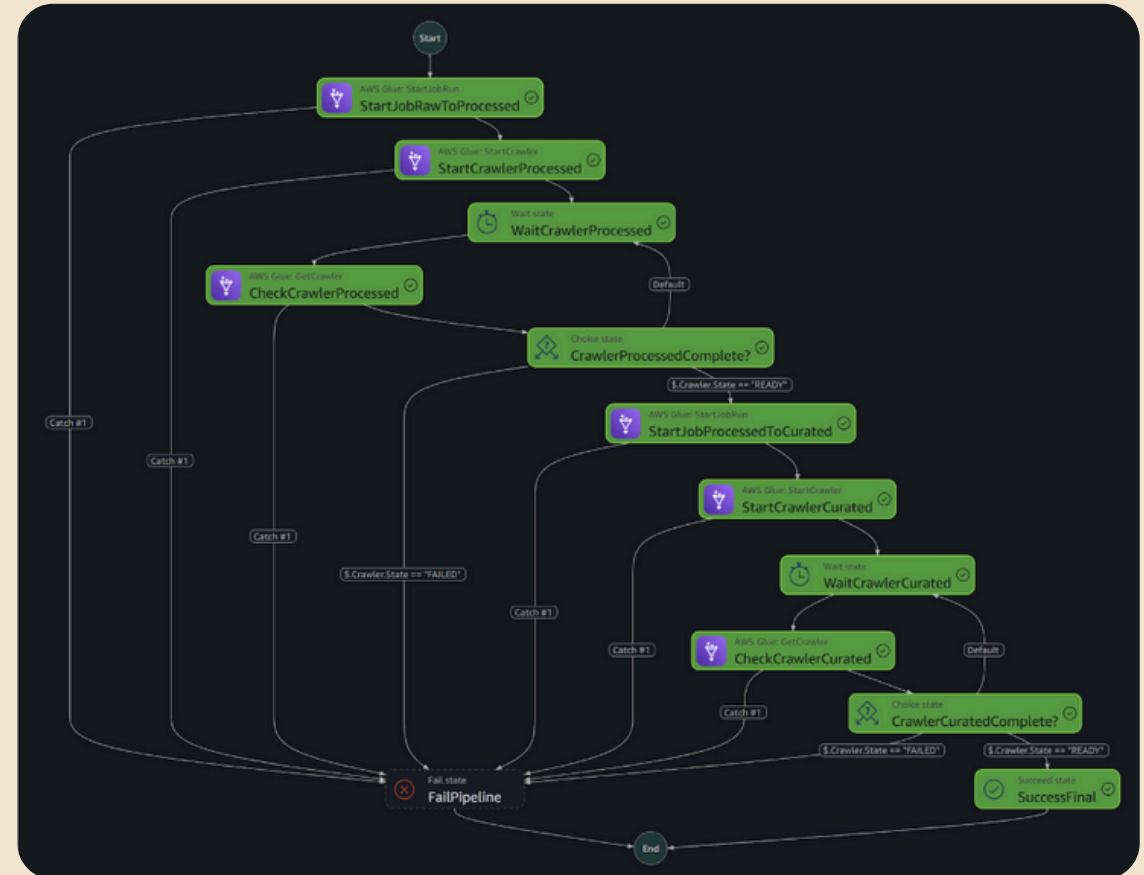 Start
AWS Glue: StartJobRun
StartJobRawToProcessed
AWS Glue: StartCrawler
StartCrawlerProcessed
Wait state
WaitCrawlerProcessed
AWS Glue: GetCrawler
CheckCrawlerProcessed
Default
Choice state
CrawlerProcessedComplete?
$.Crawler.State == "READY"
AWS Glue: StartJobRun
StartJobProcessedToCurated
Catch #1
Catch #1
AWS Glue: StartCrawler
StartCrawlerCurated
Catch #1
$.Crawler.State == "FAILED"
Wait state
WaitCrawlerCurated
Catch #1
Catch #1
AWS Glue: GetCrawler
CheckCrawlerCurated
Default
Catch #1
Choice state
CrawlerCuratedComplete?
$.Crawler.State == "FAILED"
$.Crawler.State == "READY"
Fail state
FailPipeline
Succeed state
SuccessFinal
End